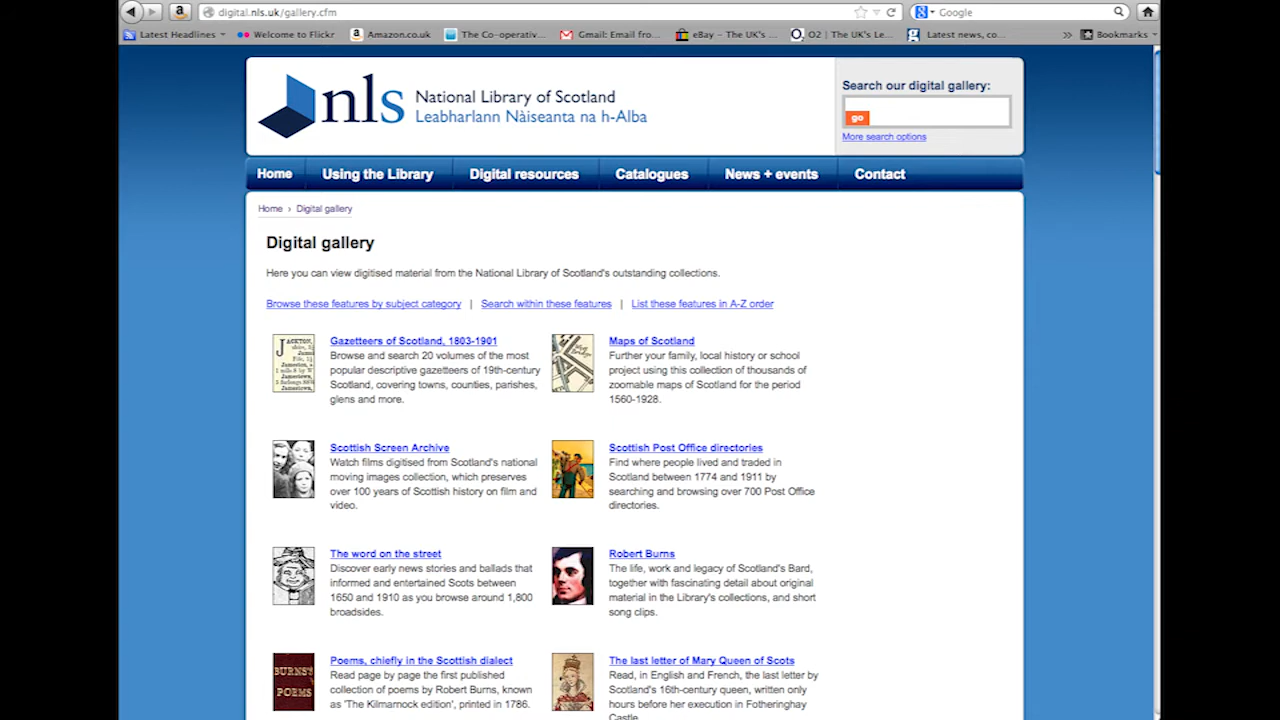 digital.nls.uk/gallery.cfm
Google
Latest Headlines
Welcome to Flickr
Amazon.co.uk
The Co-operativ...
Gmail: Email fro...
eBay – The UK's ...
O2 | The UK's Le...
Latest news, co...
Bookmarks
nls
National Library of Scotland
Leabharlann Nàiseanta na h-Alba
Search our digital gallery:
go
More search options
Home
Using the Library
Digital resources
Catalogues
News + events
Contact
Home › Digital gallery
Digital gallery
Here you can view digitised material from the National Library of Scotland's outstanding collections.
Browse these features by subject category | Search within these features | List these features in A-Z order
Gazetteers of Scotland, 1803-1901
Browse and search 20 volumes of the most
popular descriptive gazetteers of 19th-century
Scotland, covering towns, counties, parishes,
glens and more.
Maps of Scotland
Further your family, local history or school
project using this collection of thousands of
zoomable maps of Scotland for the period
1560-1928.
Scottish Screen Archive
Watch films digitised from Scotland's national
moving images collection, which preserves
over 100 years of Scottish history on film and
video.
Scottish Post Office directories
Find where people lived and traded in
Scotland between 1774 and 1911 by
searching and browsing over 700 Post Office
directories.
The word on the street
Discover early news stories and ballads that
informed and entertained Scots between
1650 and 1910 as you browse around 1,800
broadsides.
Robert Burns
The life, work and legacy of Scotland's Bard,
together with fascinating detail about original
material in the Library's collections, and short
song clips.
BURNS'S
POEMS
Poems, chiefly in the Scottish dialect
Read page by page the first published
collection of poems by Robert Burns, known
as 'The Kilmarnock edition', printed in 1786.
The last letter of Mary Queen of Scots
Read, in English and French, the last letter by
Scotland's 16th-century queen, written only
hours before her execution in Fotheringhay
Castle.